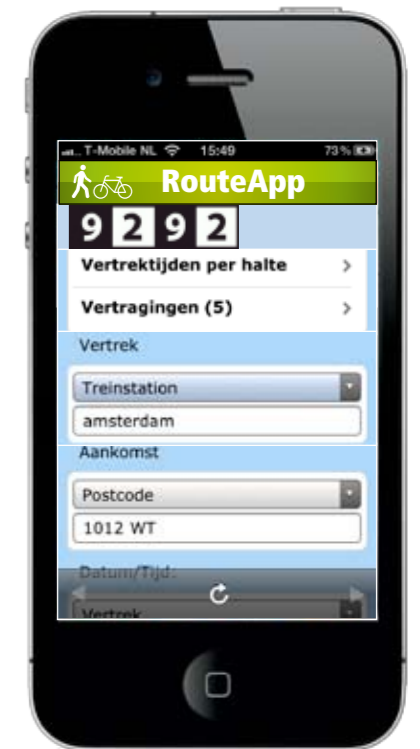 T-Mobile NL 15:49 73%
RouteApp
9292
Vertrektijden per halte
Vertragingen (5)
Vertrek
Treinstation
amsterdam
Aankomst
Postcode
1012 WT
Datum/Tijd:
Vertrek